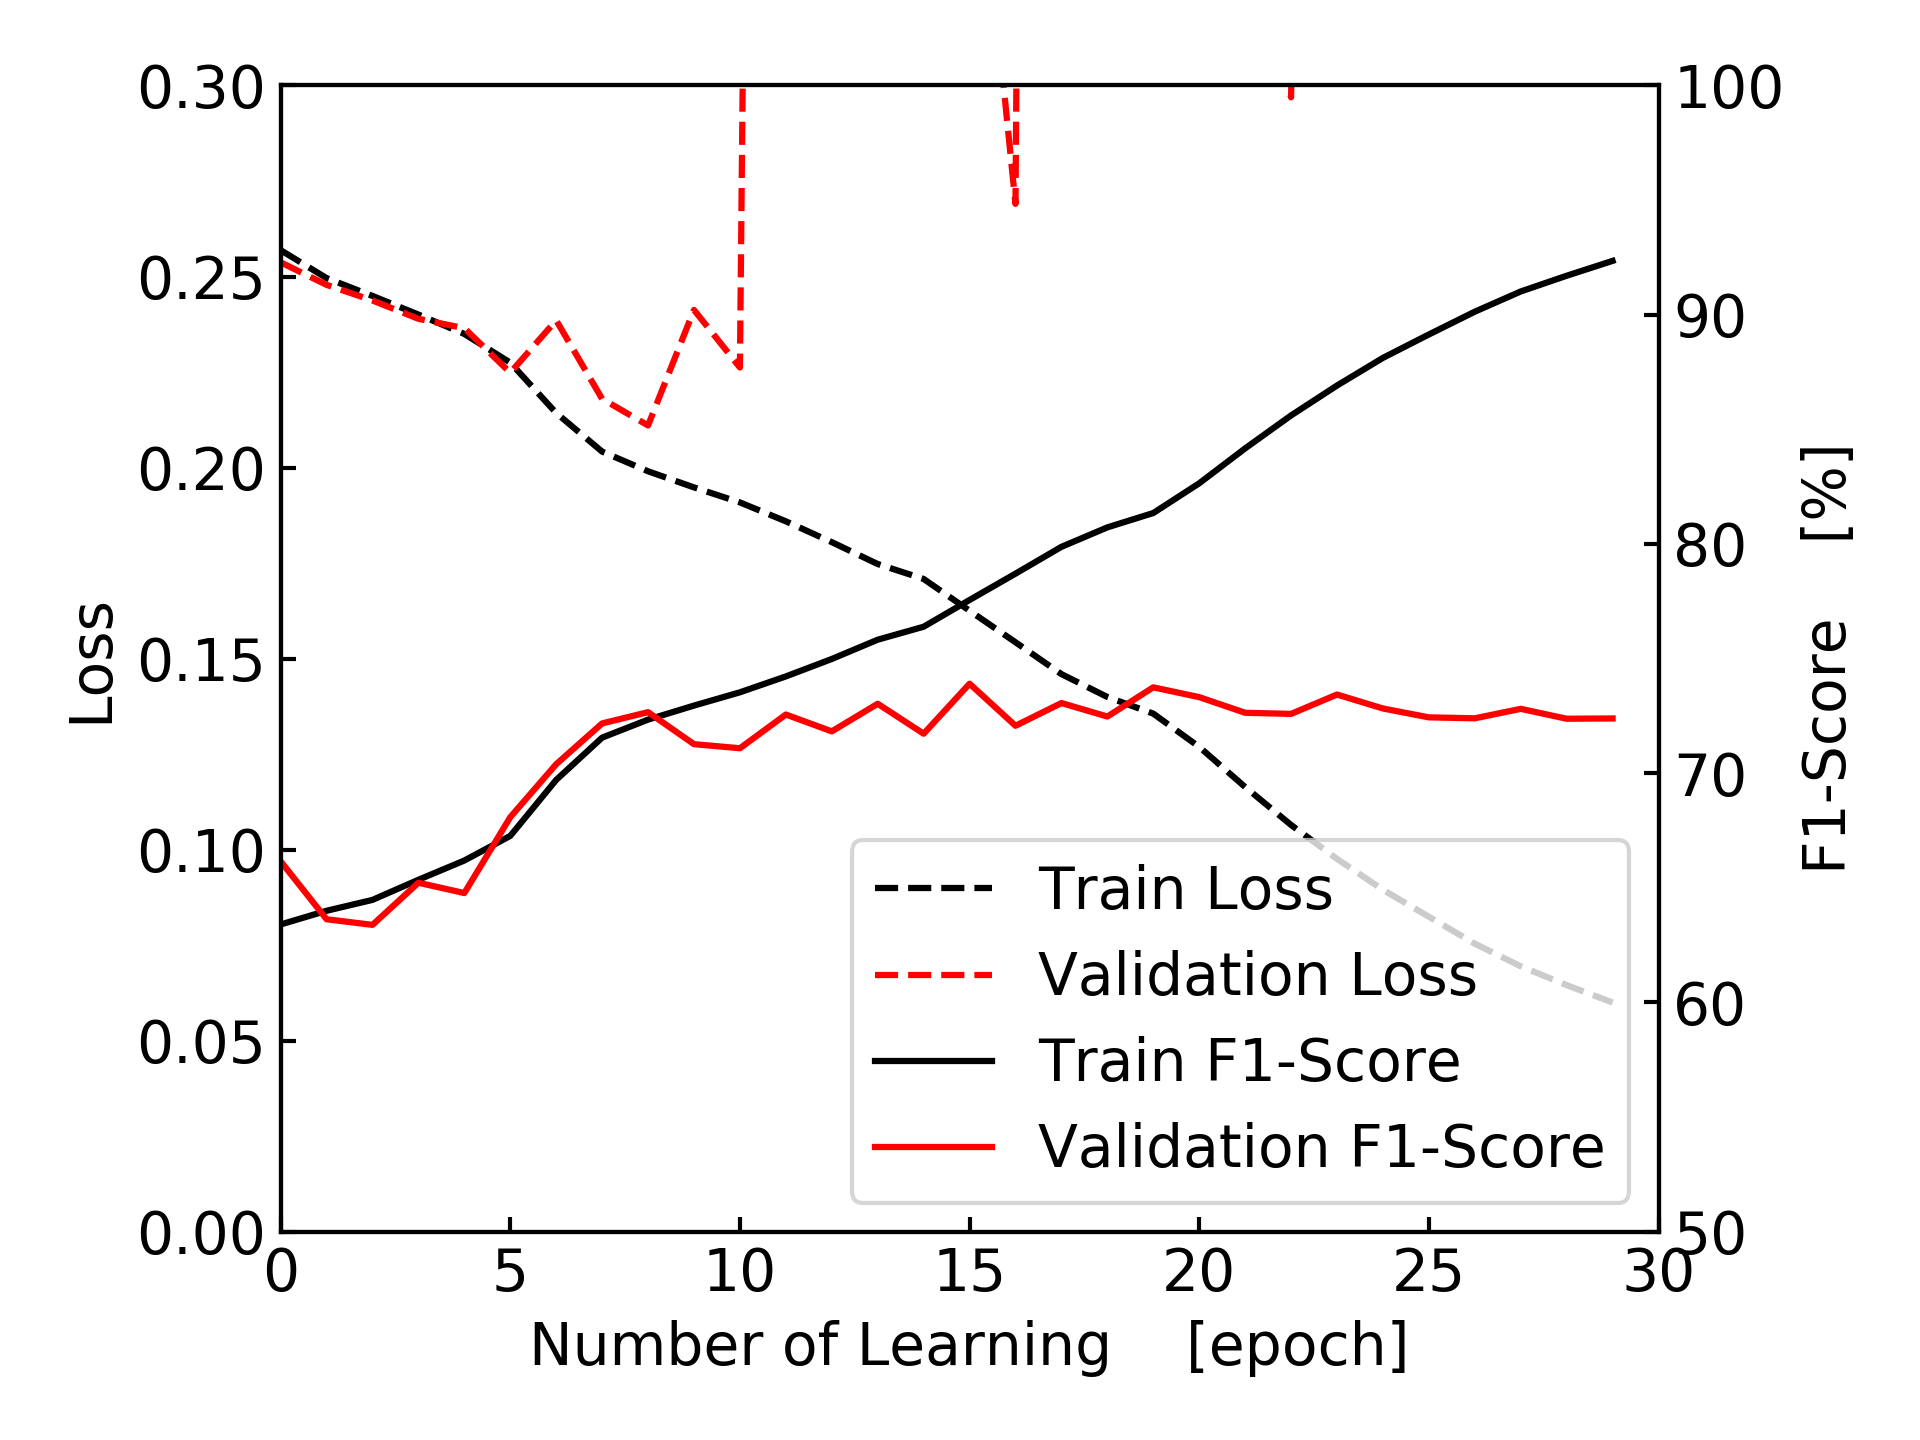 0.30
0.25
0.20
0.15
0.10
0.05
0.00
Loss
100
90
80
70
60
50
F1-Score [%]
Train Loss
Validation Loss
Train F1-Score
Validation F1-Score
0 5 10 15 20 25 30
Number of Learning [epoch]